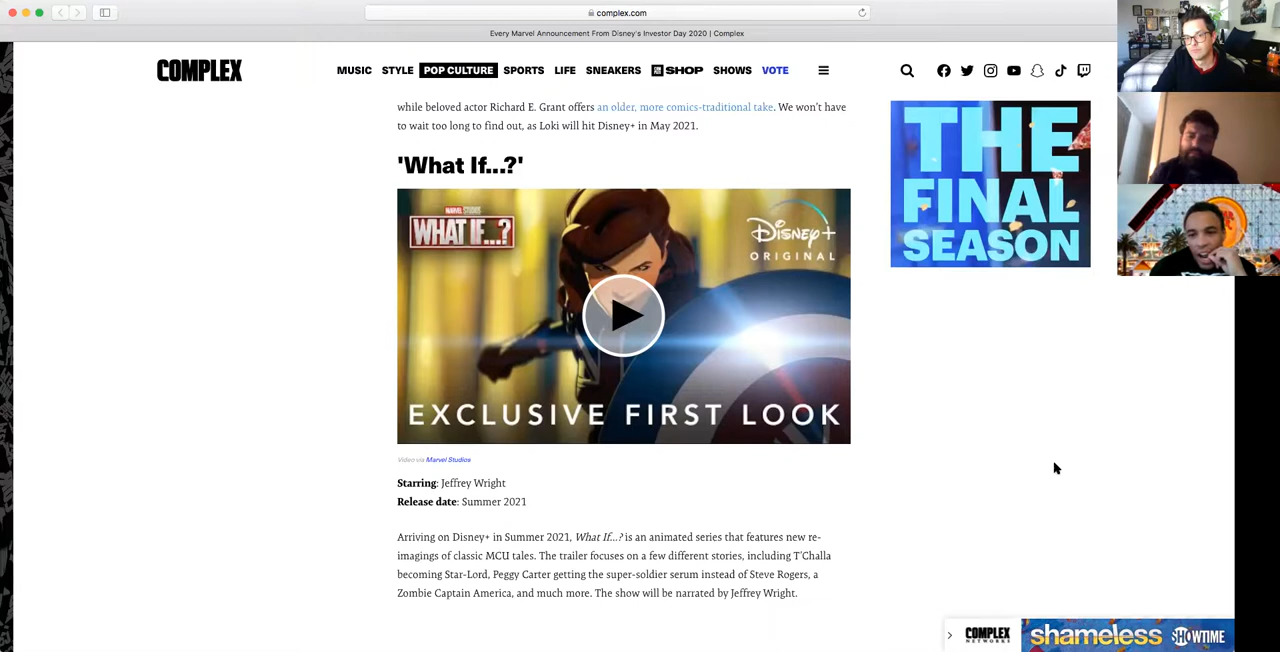 complex.com
Every Marvel Announcement From Disney's Investor Day 2020 | Complex
COMPLEX
MUSIC STYLE POP CULTURE SPORTS LIFE SNEAKERS SHOP SHOWS VOTE
while beloved actor Richard E. Grant offers an older, more comics-traditional take. We won't have
to wait too long to find out, as Loki will hit Disney+ in May 2021.
'What If...?'
MARVEL STUDIOS
WHAT IF...?
Disney+
ORIGINAL
EXCLUSIVE FIRST LOOK
THE
FINAL
SEASON
Video via Marvel Studios
Starring: Jeffrey Wright
Release date: Summer 2021
Arriving on Disney+ in Summer 2021, What If...? is an animated series that features new re-
imagings of classic MCU tales. The trailer focuses on a few different stories, including T'Challa
becoming Star-Lord, Peggy Carter getting the super-soldier serum instead of Steve Rogers, a
Zombie Captain America, and much more. The show will be narrated by Jeffrey Wright.
COMPLEX
NETWORKS
shameless SHOWTIME